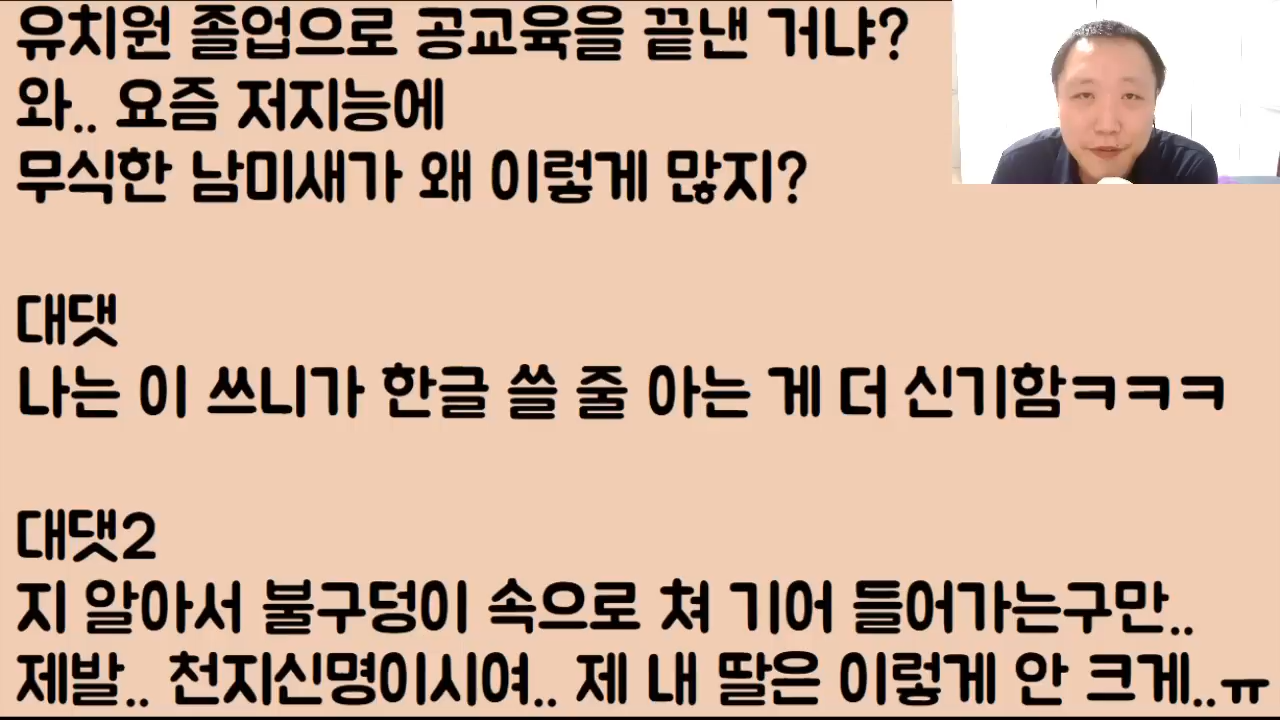 유치원 졸업으로 공교육을 끝낸 거냐?
와.. 요즘 저지능에
무식한 남미새가 왜 이렇게 많지?
대댓
나는 이 쓰니가 한글 쓸 줄 아는 게 더 신기함ㅋㅋㅋ
대댓2
지 알아서 불구덩이 속으로 쳐 기어 들어가는구만..
제발.. 천지신명이시여.. 제 내 딸은 이렇게 안 크게..ㅠ